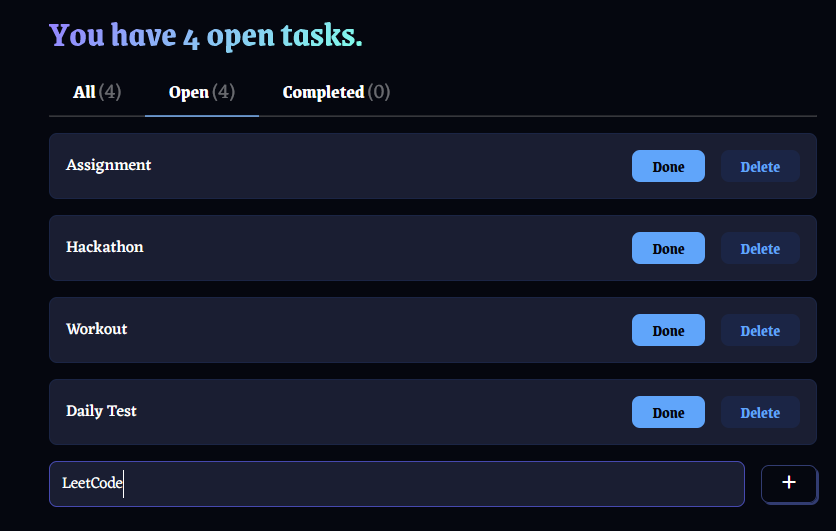 You have 4 open tasks.
All (4) Open (4) Completed (0)
Assignment Done Delete
Hackathon Done Delete
Workout Done Delete
Daily Test Done Delete
LeetCode +